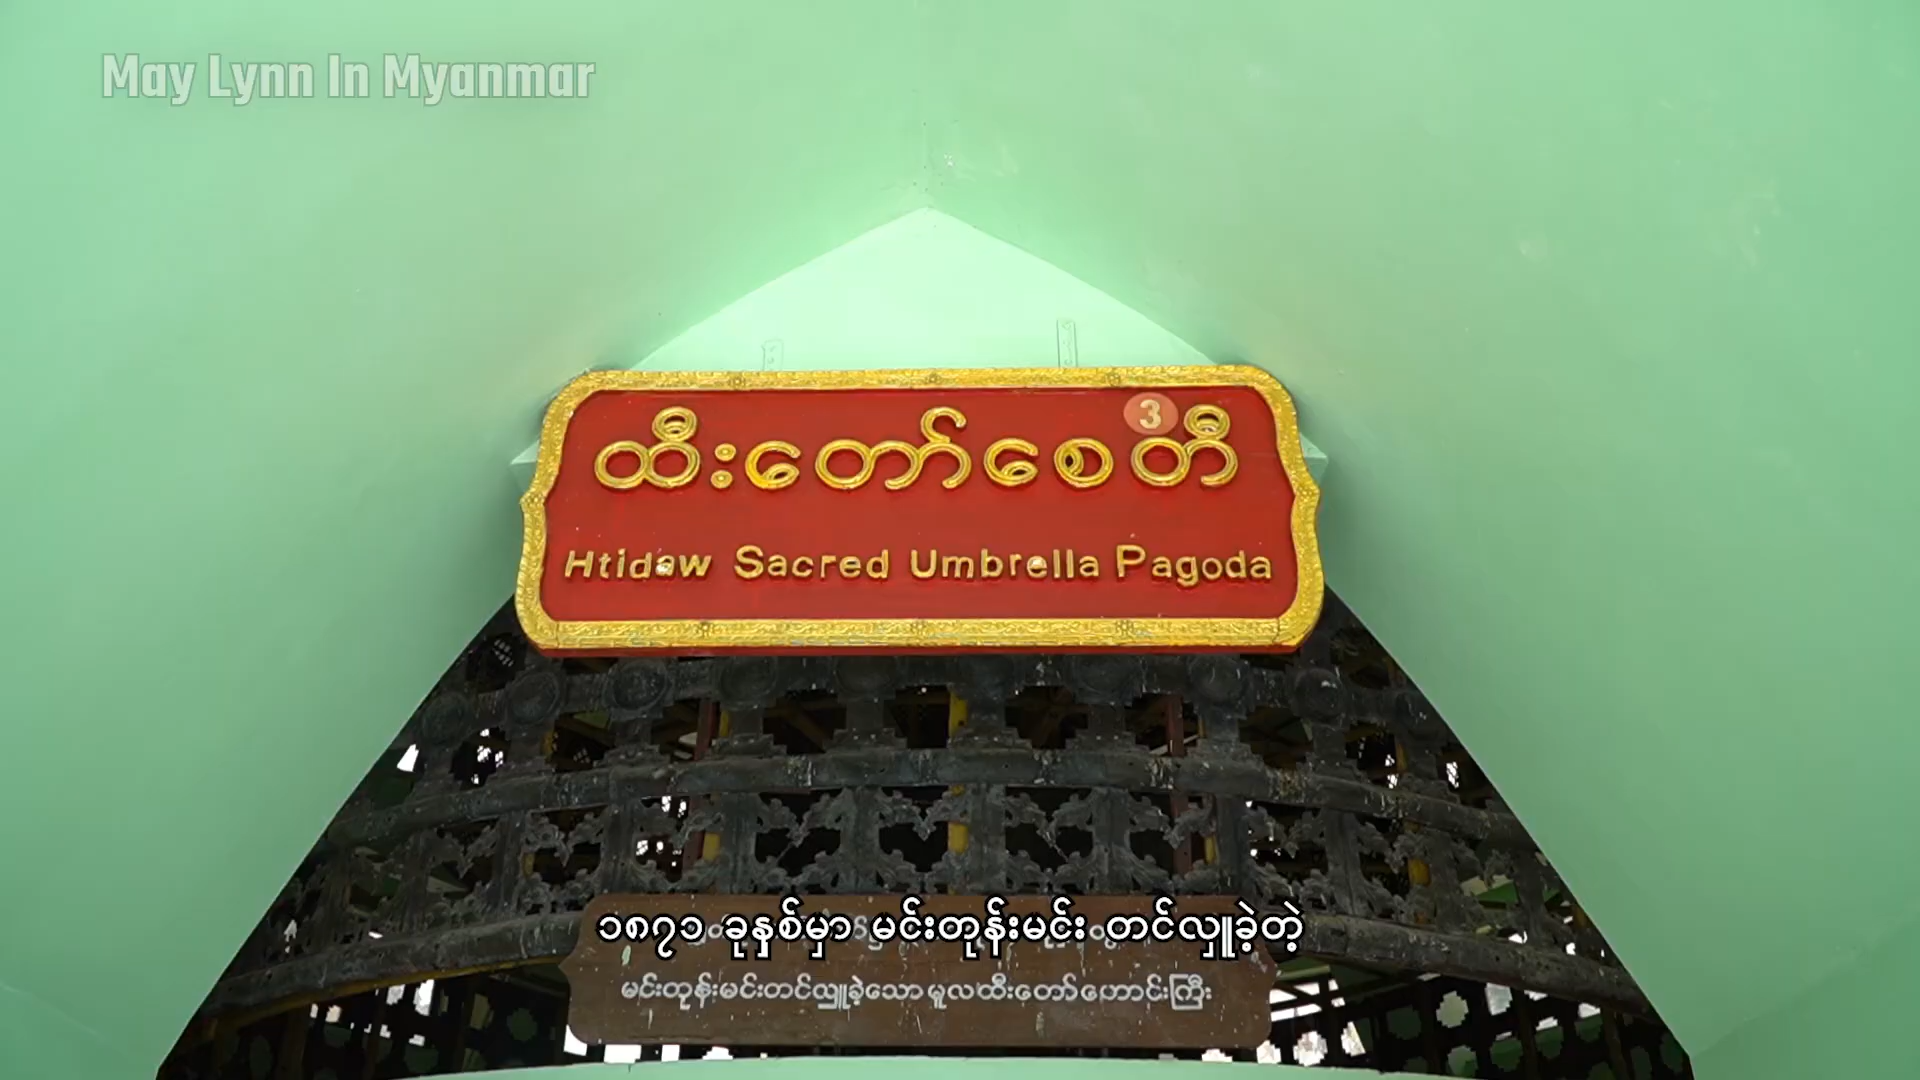 May Lynn In Myanmar
3
ထီးတော်စေတီ
Htidaw Sacred Umbrella Pagoda
၁၈၇၁ ခုနှစ်မှာ မင်းတုန်းမင်း တင်လှူခဲ့တဲ့
မင်းတုန်းမင်းတင်လှူခဲ့သော မူလထီးတော်ဟောင်းကြီး